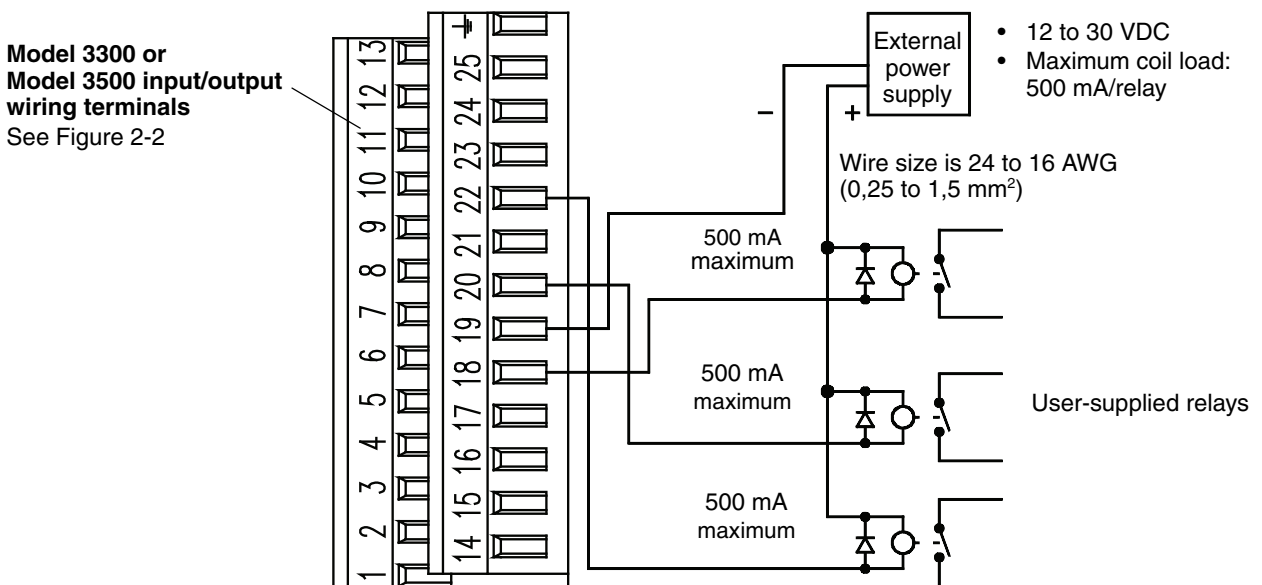 Model 3300 or
Model 3500 input/output
wiring terminals
See Figure 2-2
13
12
11
10
9
8
7
6
5
4
3
2
1
25
24
23
22
21
20
19
18
17
16
15
14
External
power
supply
−
+
• 12 to 30 VDC
• Maximum coil load:
500 mA/relay
Wire size is 24 to 16 AWG
(0,25 to 1,5 mm²)
500 mA
maximum
500 mA
maximum
User-supplied relays
500 mA
maximum